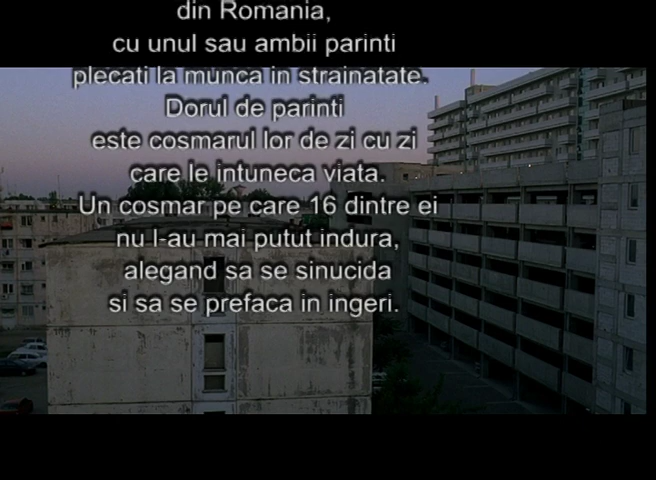 din Romania,
cu unul sau ambii parinti
plecati la munca in strainatate.
Dorul de parinti
este cosmarul lor de zi cu zi
care le intuneca viata.
Un cosmar pe care 16 dintre ei
nu l-au mai putut indura,
alegand sa se sinucida
si sa se prefaca in ingeri.